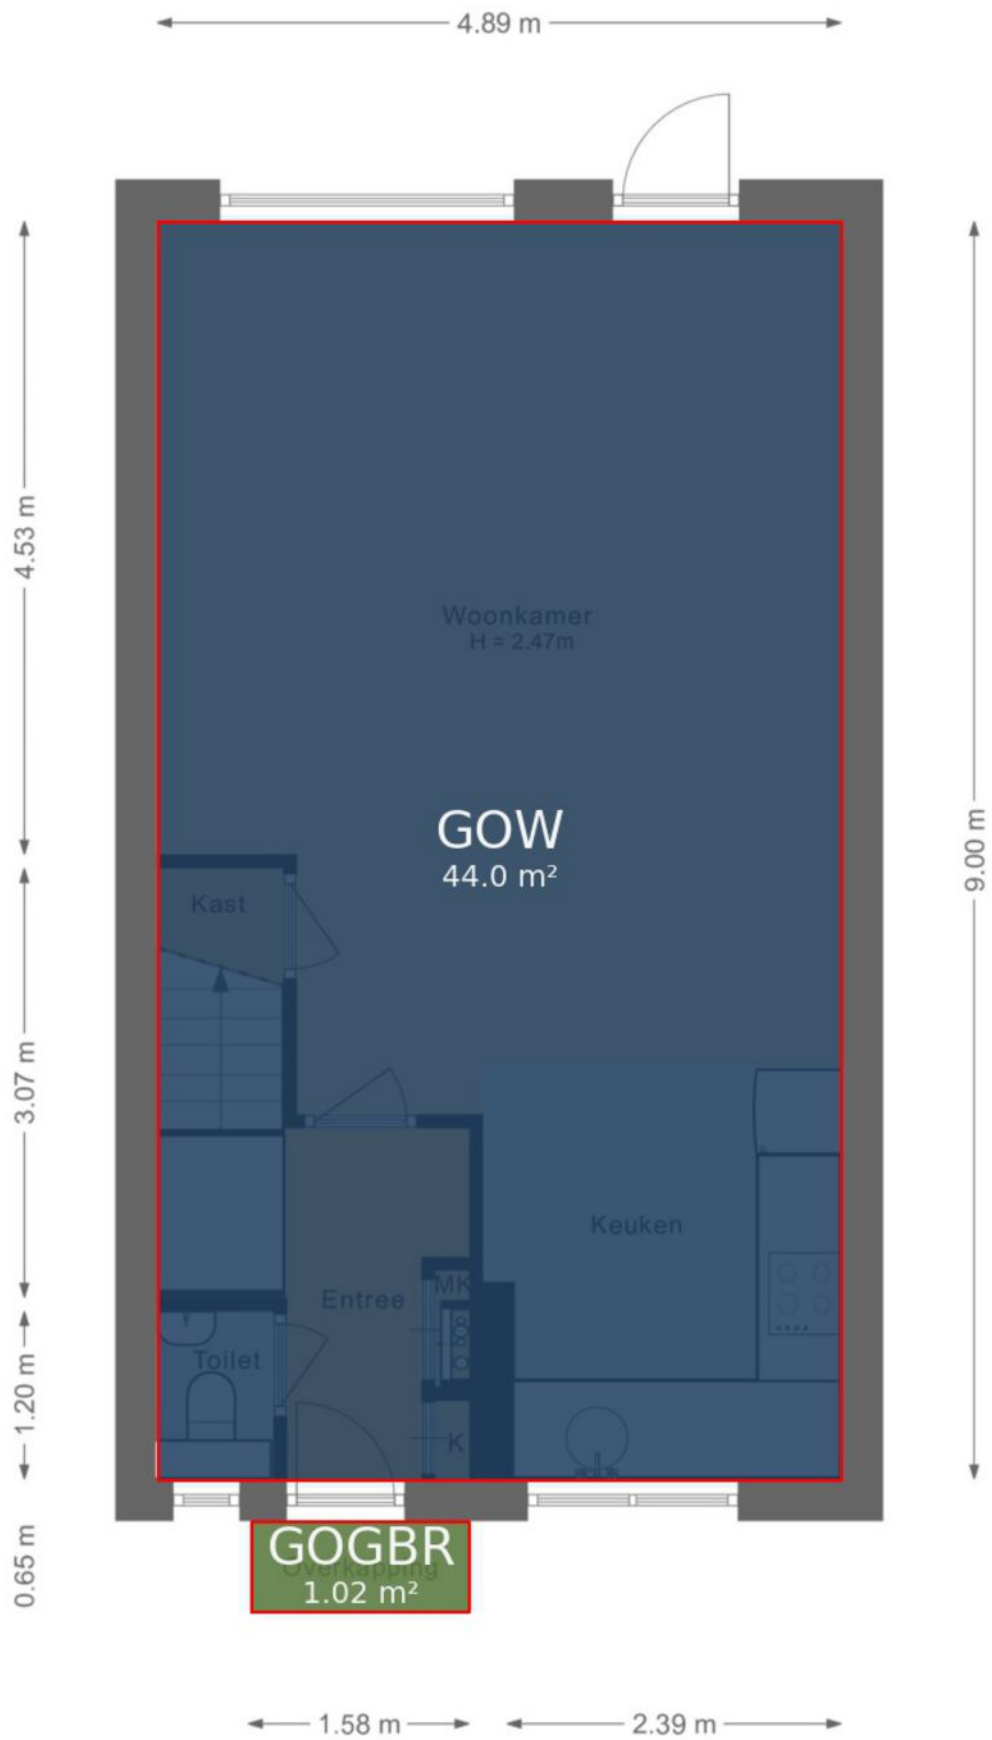 4.89 m
4.53 m
Woonkamer
H = 2.47m
GOW
44.0 m²
9.00 m
Kast
3.07 m
Keuken
MK
Entree
Toilet
1.20 m
K
0.65 m
GOGBR
Overkapping
1.02 m²
1.58 m
2.39 m